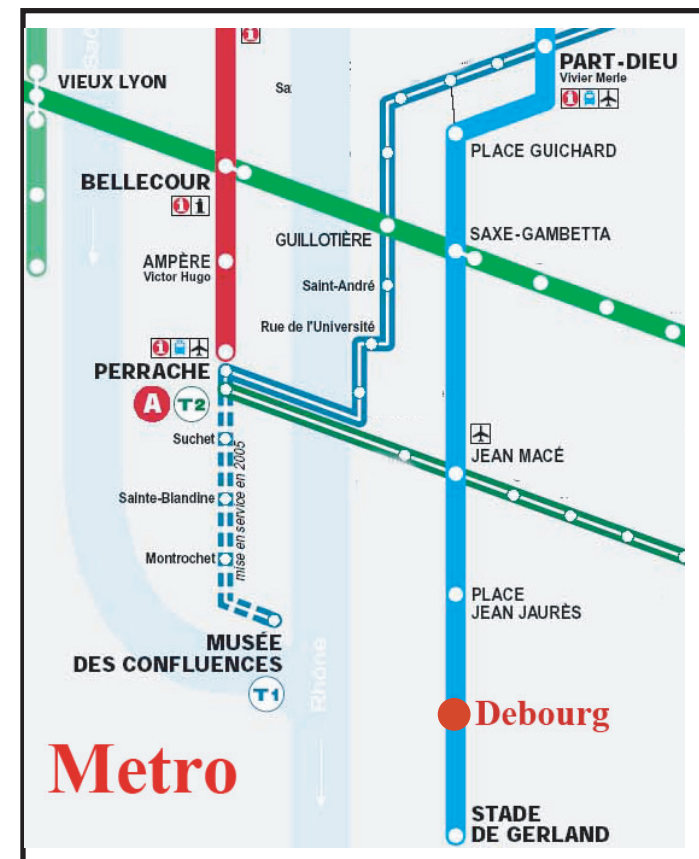 Saô
VIEUX LYON
Sa
PART-DIEU
Vivier Merle
PLACE GUICHARD
BELLECOUR
GUILLOTIÈRE
SAXE-GAMBETTA
AMPÈRE
Victor Hugo
Saint-André
Rue de l'Université
PERRACHE
A T2
Suchet
JEAN MACÉ
Sainte-Blandine
mise en service en 2005
Montrochet
PLACE
JEAN JAURÈS
MUSÉE
DES CONFLUENCES
T1
Rhône
Debourg
Metro
STADE
DE GERLAND